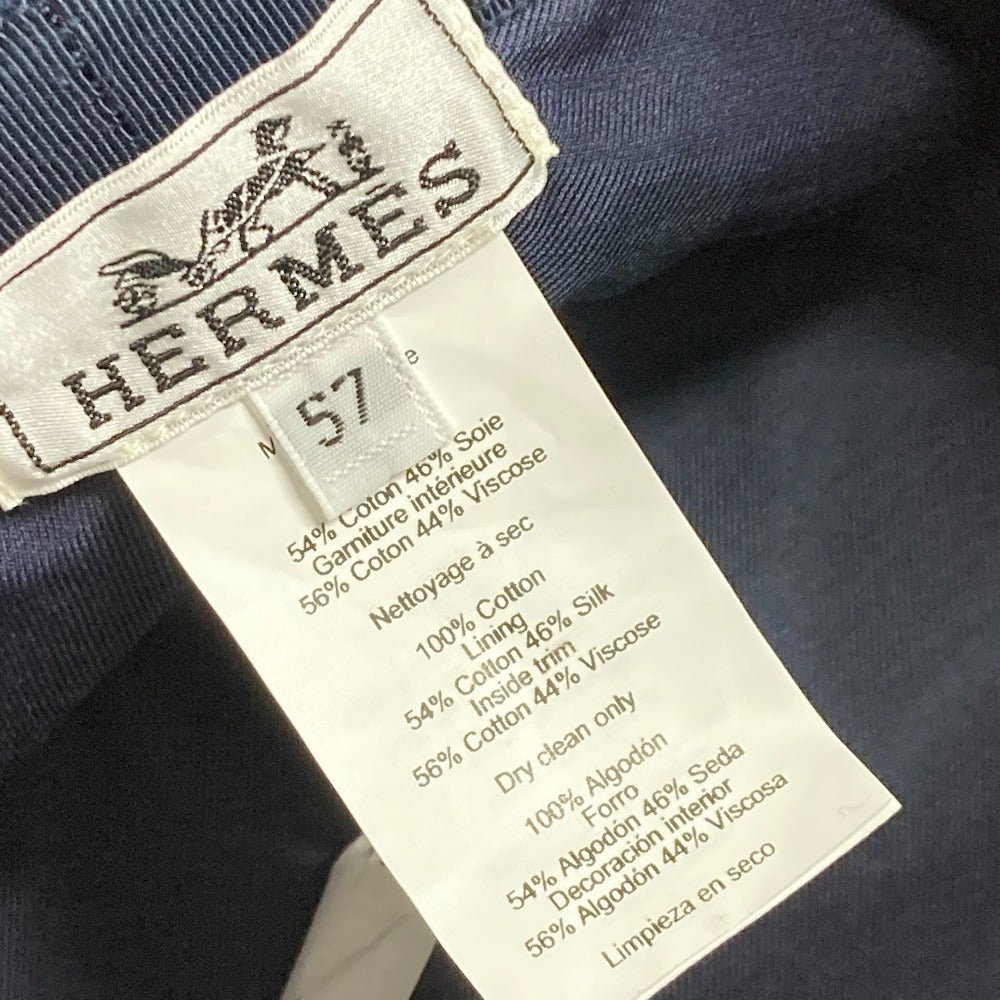 HERMES
57
54% Coton 46% Soie
Garniture intérieure
56% Coton 44% Viscose
Nettoyage à sec
100% Cotton
Lining
54% Cotton 46% Silk
Inside trim
56% Cotton 44% Viscose
Dry clean only
100% Algodón
Forro
54% Algodón 46% Seda
Decoración interior
56% Algodón 44% Viscosa
Limpieza en seco